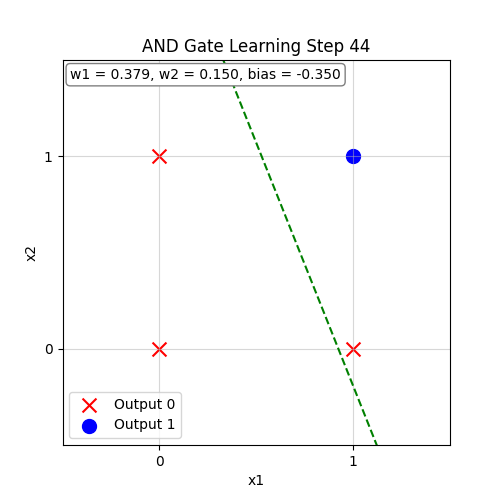 AND Gate Learning Step 44
w1 = 0.379, w2 = 0.150, bias = -0.350
1
x2
0
Output 0
Output 1
0 1
x1